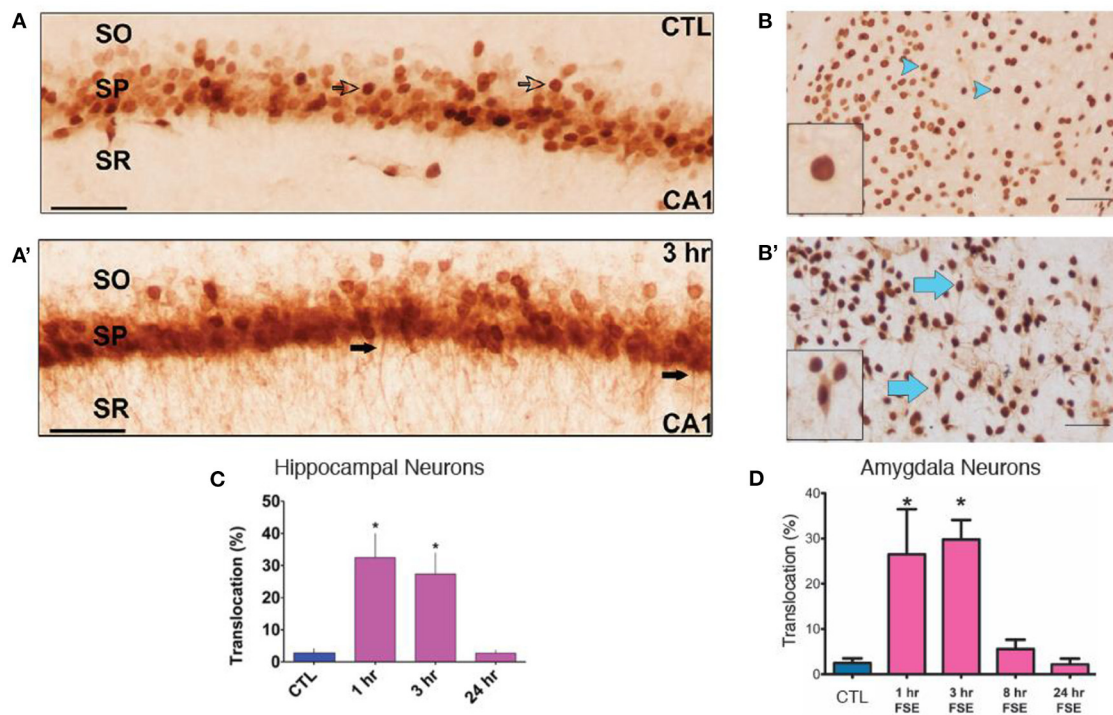 A
SO
SP
SR
CTL
CA1
B
A'
SO
SP
SR
3 hr
CA1
B'
C
Hippocampal Neurons
Translocation (%)
50
40
30
20
10
0
*
*
CTL
1 hr
3 hr
24 hr
D
Amygdala Neurons
Translocation (%)
40
30
20
10
0
*
*
CTL
1 hr
FSE
3 hr
FSE
8 hr
FSE
24 hr
FSE